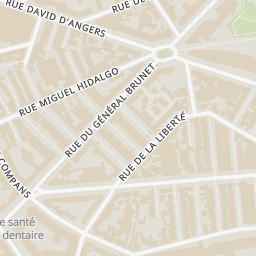 RUE DAVID D'ANGERS
RUE DE
RUE MIGUEL HIDALGO
RUE DU GÉNÉRAL BRUNET
RUE DE LA LIBERTÉ
COMPANS
e santé
dentaire